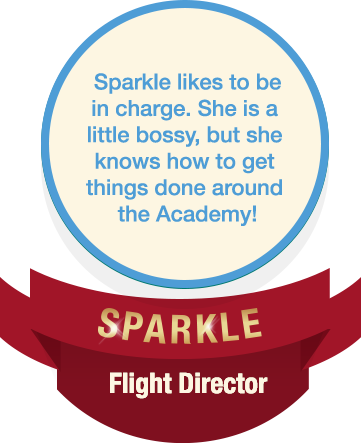 Sparkle likes to be
in charge. She is a
little bossy, but she
knows how to get
things done around
the Academy!
SPARKLE
Flight Director